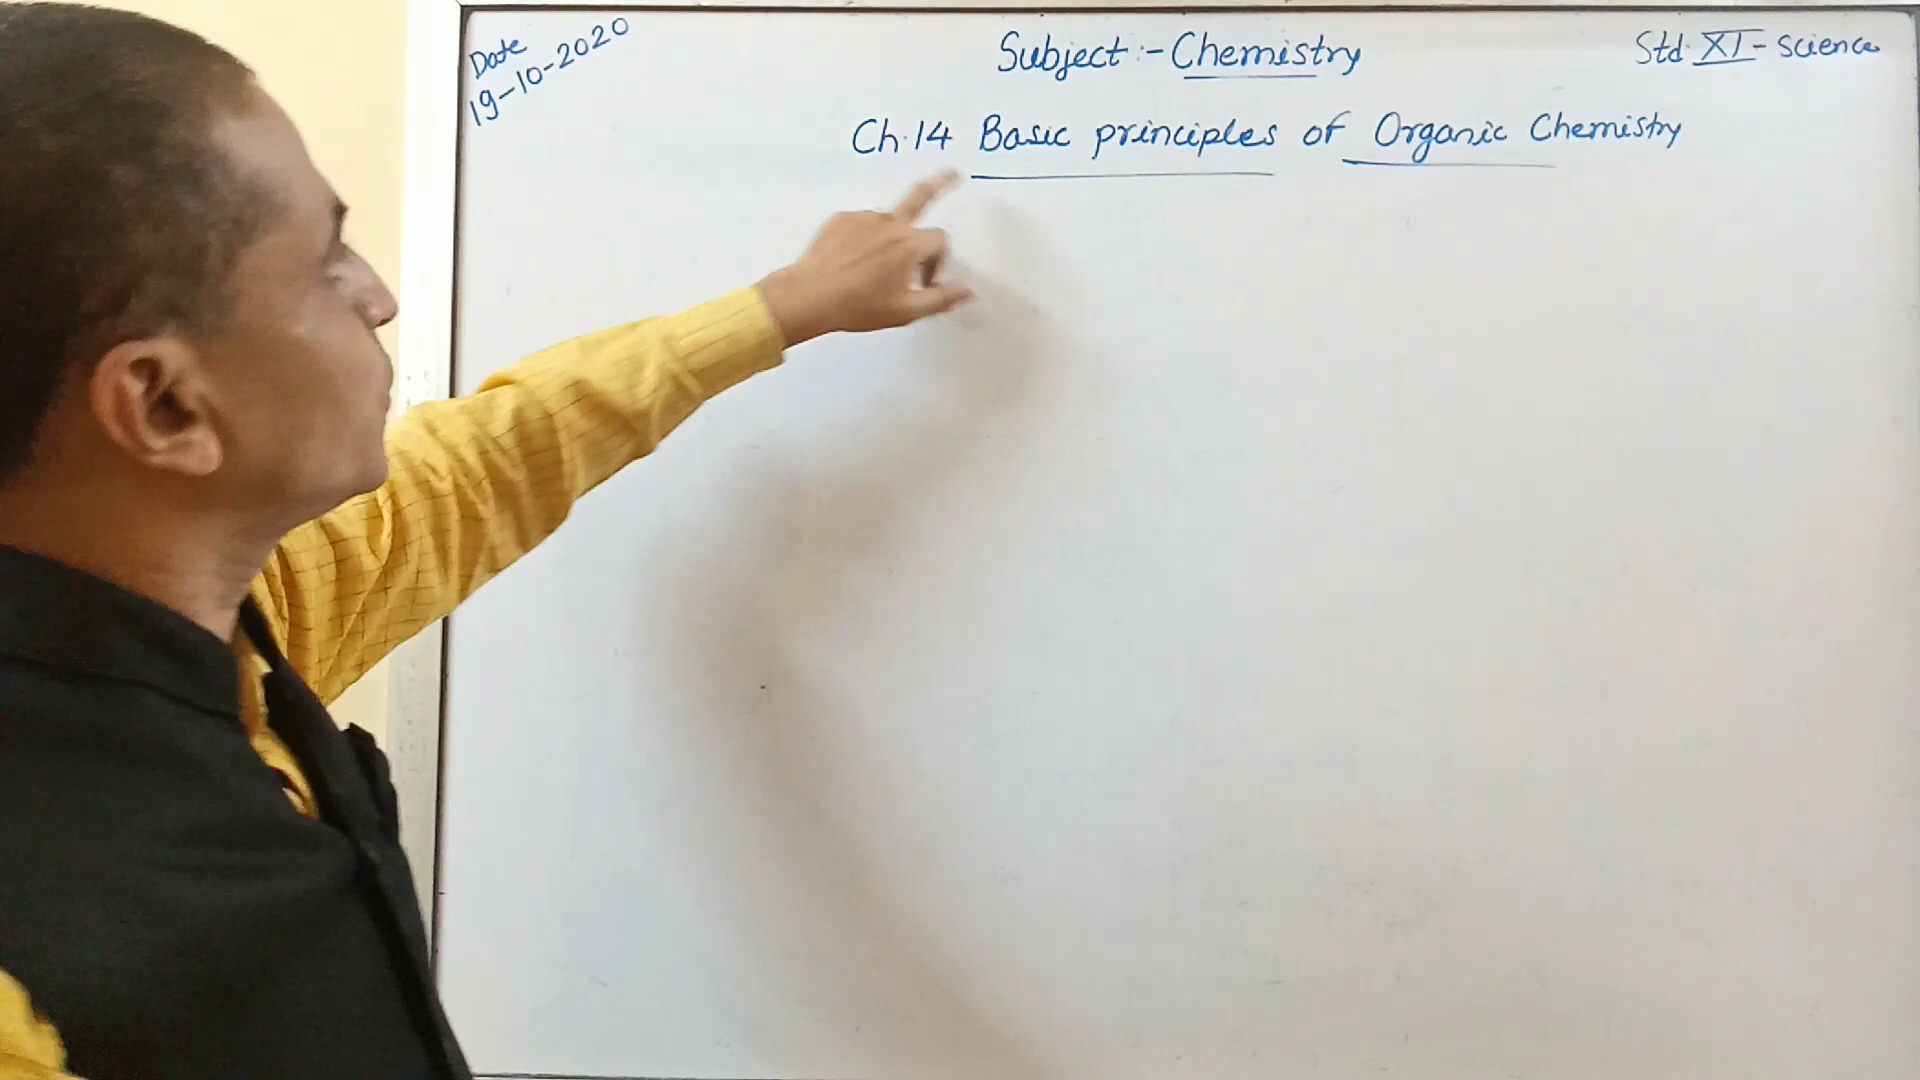 Date
19-10-2020
Subject :- Chemistry
Std. XI - Science
Ch. 14 Basic principles of Organic Chemistry